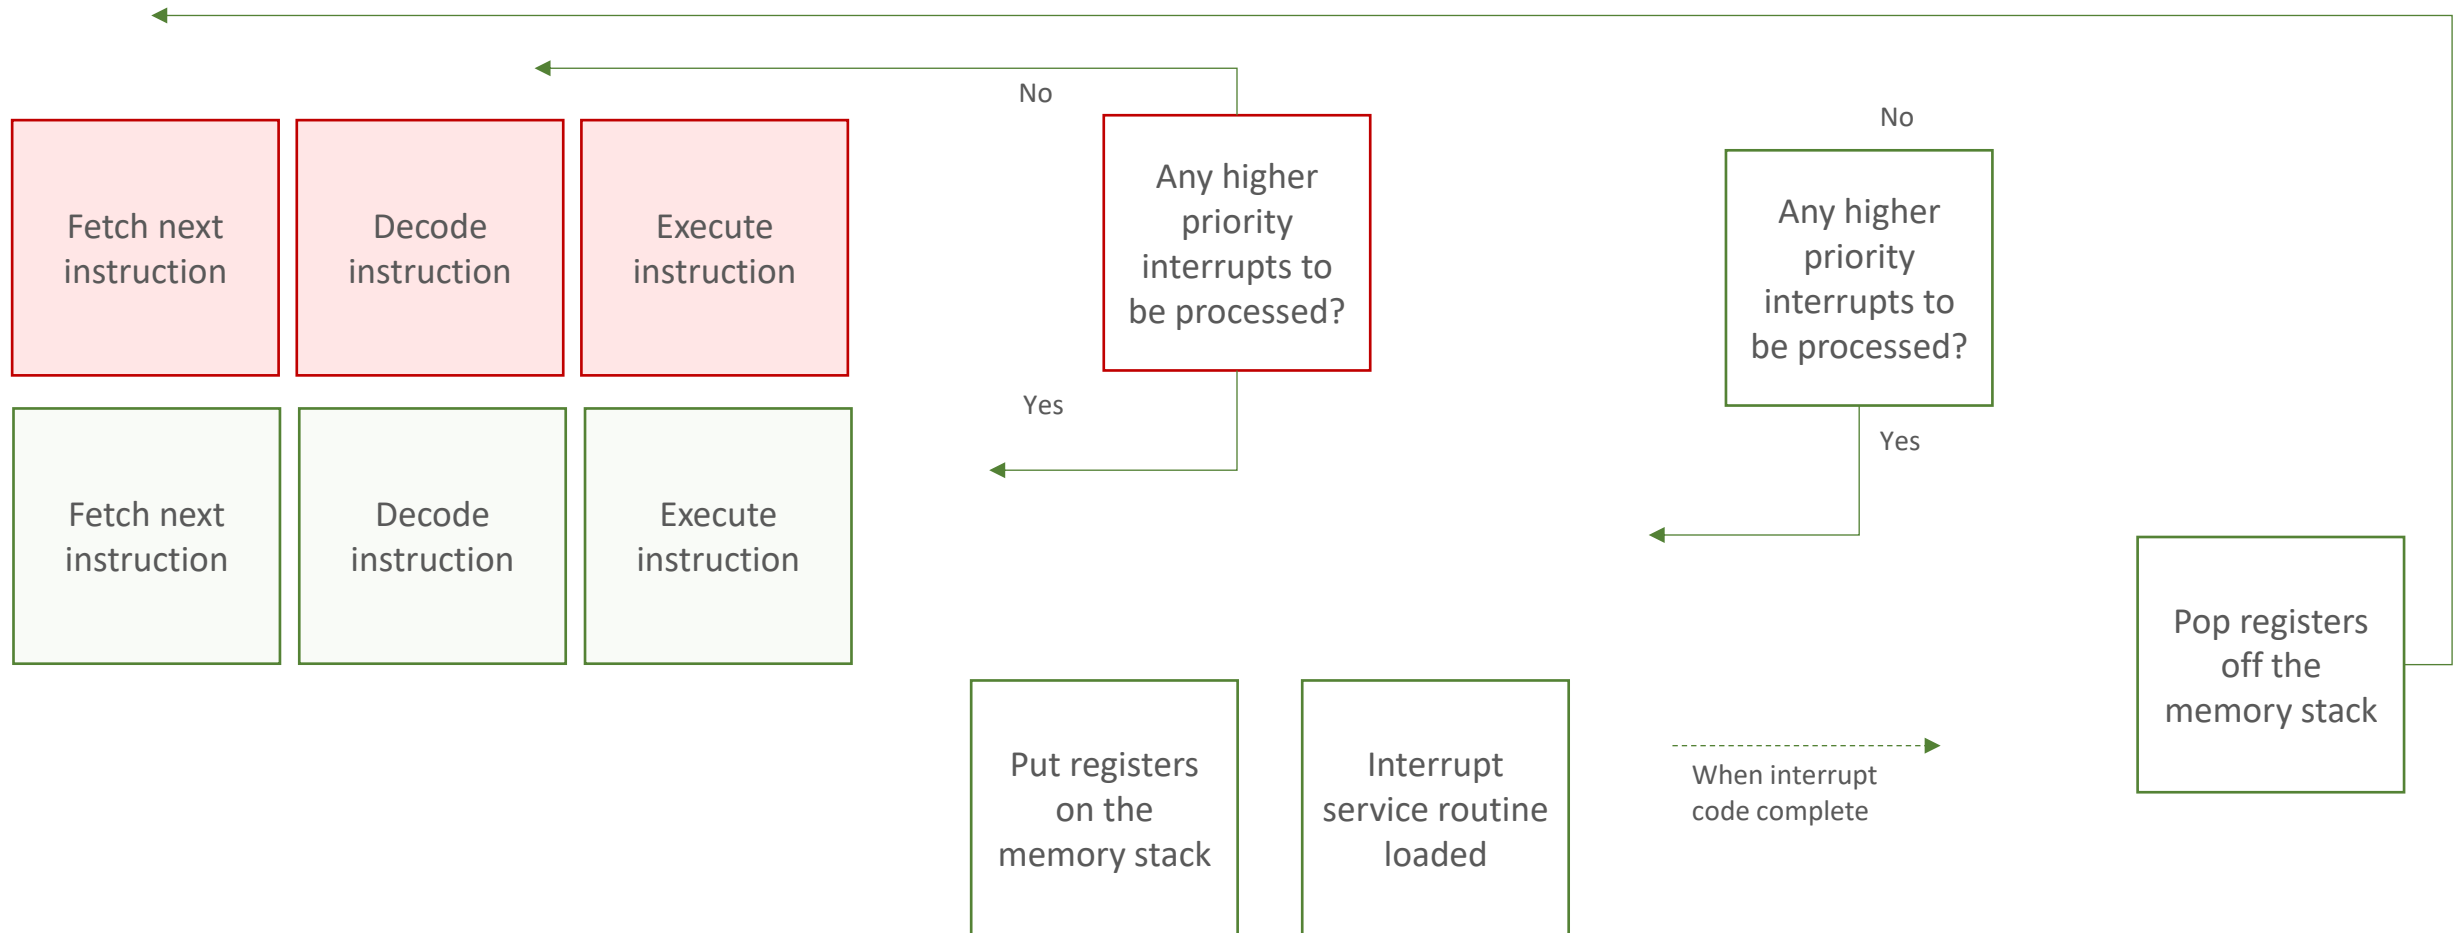 No
Fetch next
instruction
Decode
instruction
Execute
instruction
Any higher
priority
interrupts to
be processed?
No
Any higher
priority
interrupts to
be processed?
Yes
Yes
Fetch next
instruction
Decode
instruction
Execute
instruction
Put registers
on the
memory stack
Interrupt
service routine
loaded
When interrupt
code complete
Pop registers
off the
memory stack